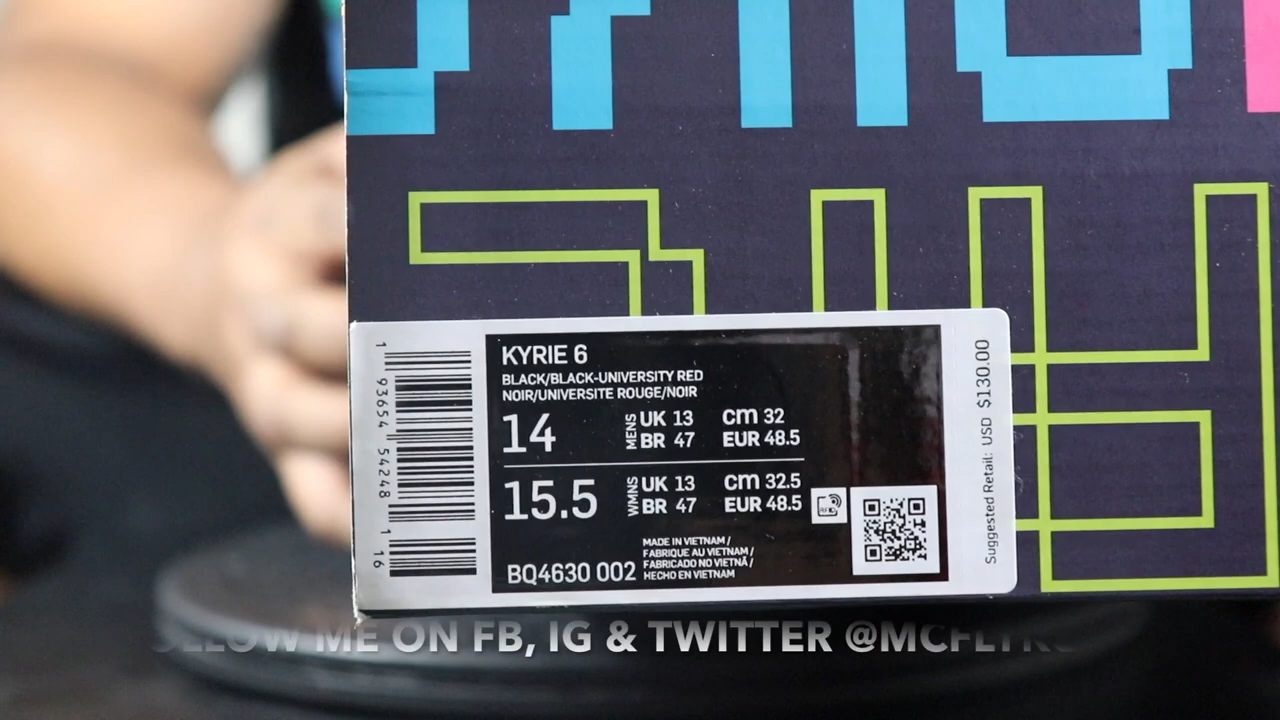 KYRIE 6
BLACK/BLACK-UNIVERSITY RED
NOIR/UNIVERSITE ROUGE/NOIR
14
MENS
UK 13
cm 32
BR 47
EUR 48.5
15.5
WMNS
UK 13
cm 32.5
BR 47
EUR 48.5
BQ4630 002
MADE IN VIETNAM /
FABRIQUE AU VIETNAM /
FABRICADO NO VIETNÃ /
HECHO EN VIETNAM
1 93654 54248 1 16
Suggested Retail: USD $130.00
ME ON FB, IG & TWITTER